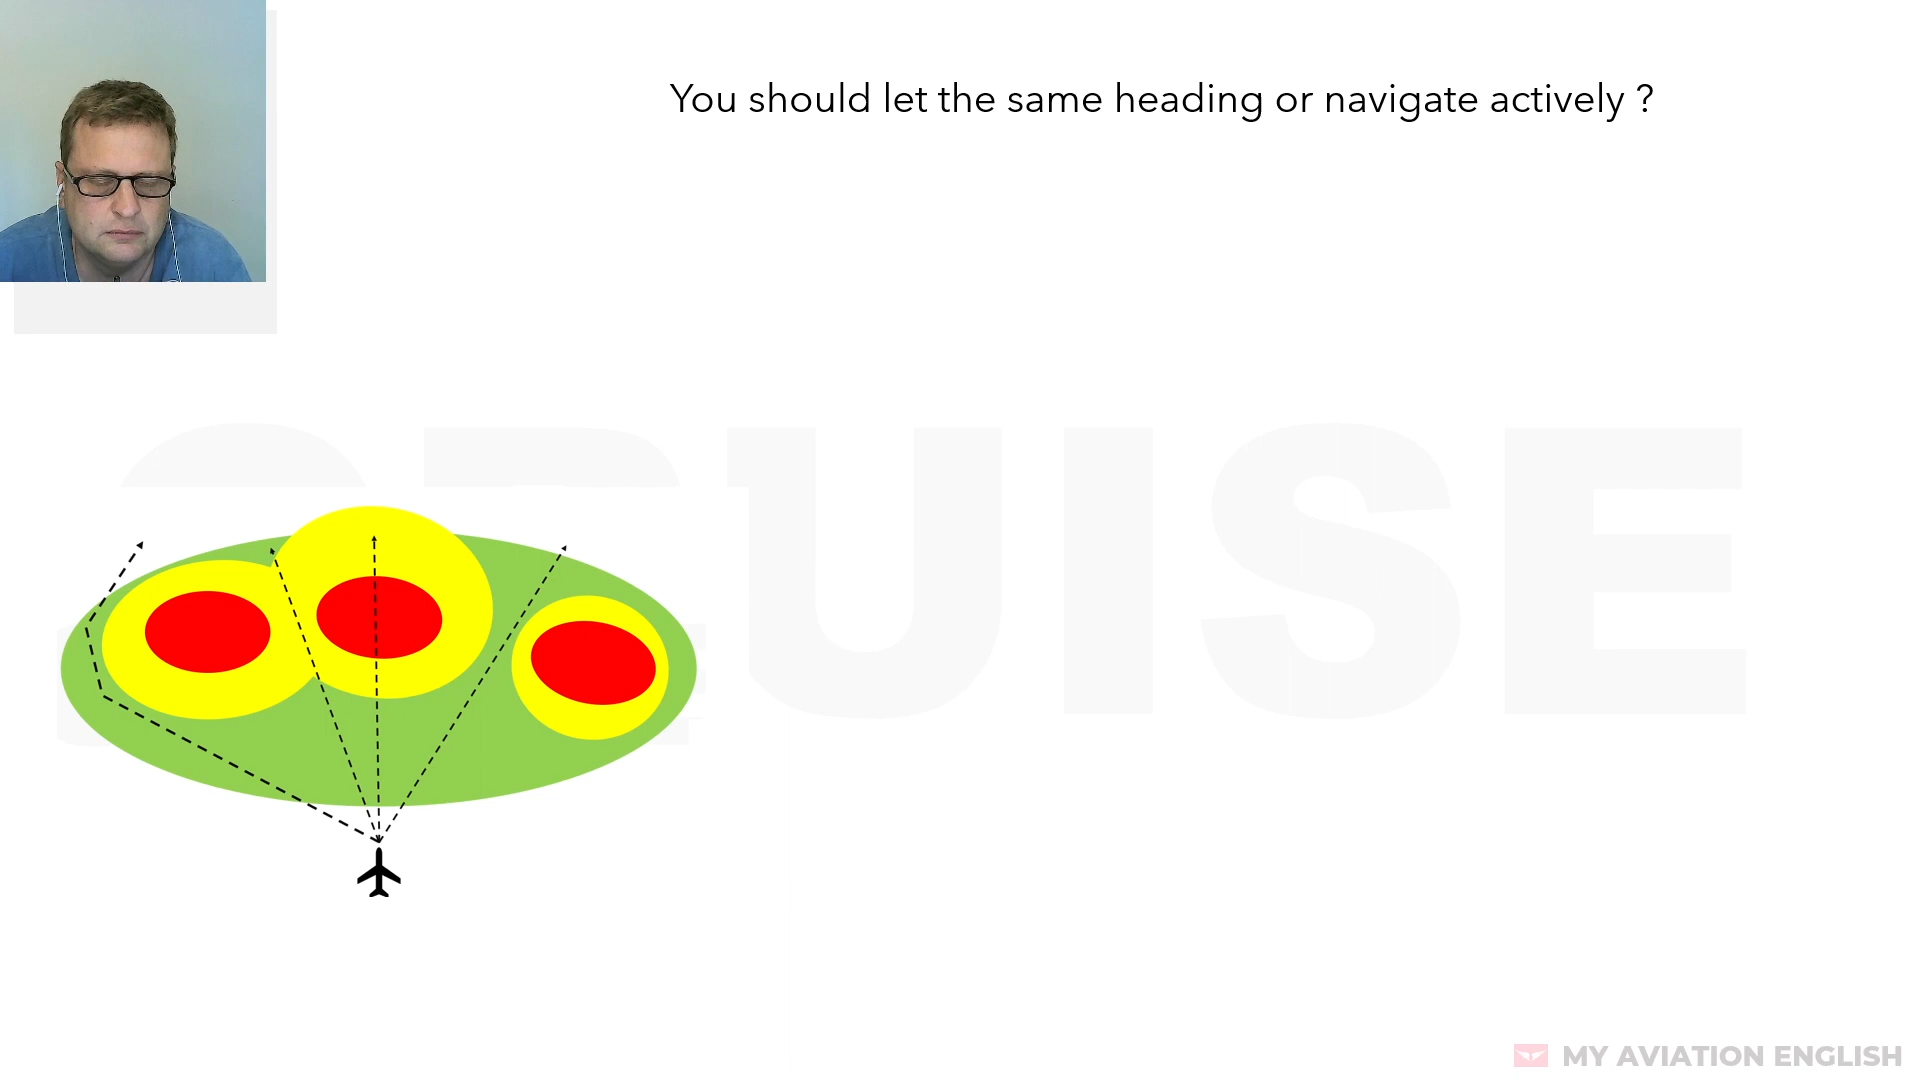 You should let the same heading or navigate actively ?
CRUISE
MY AVIATION ENGLISH